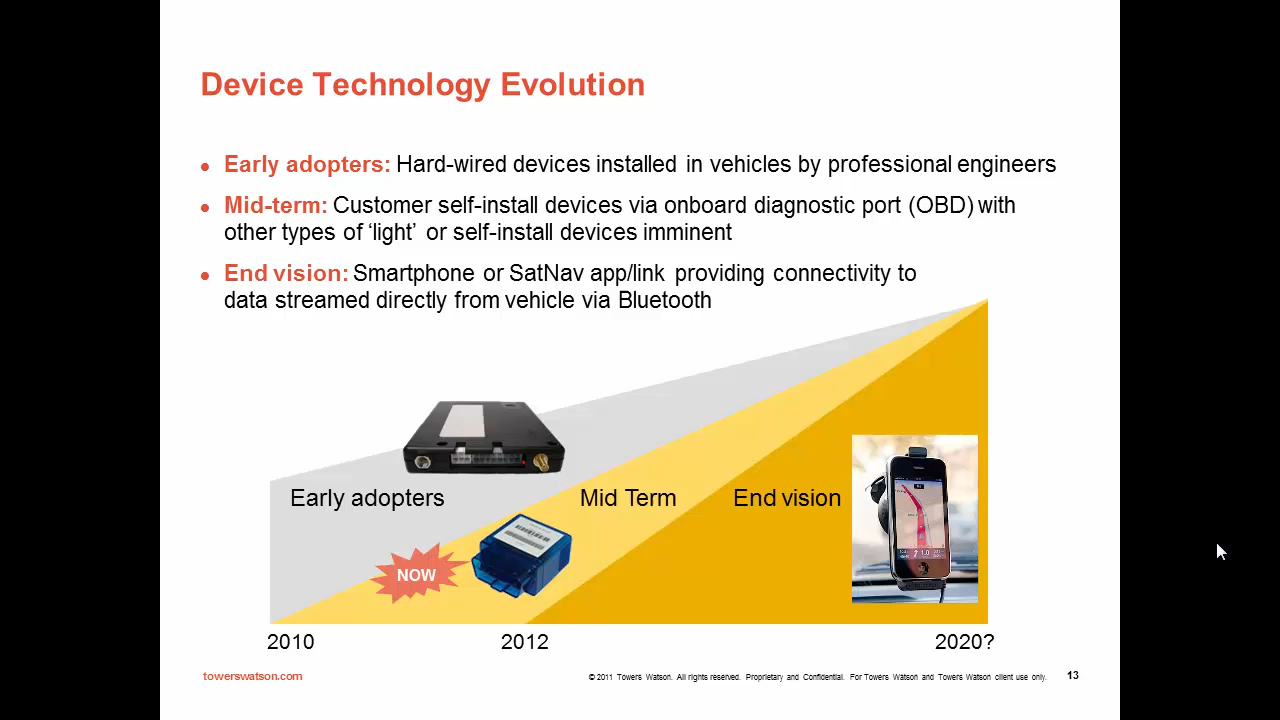 Device Technology Evolution
• Early adopters: Hard-wired devices installed in vehicles by professional engineers
• Mid-term: Customer self-install devices via onboard diagnostic port (OBD) with
other types of ‘light’ or self-install devices imminent
• End vision: Smartphone or SatNav app/link providing connectivity to
data streamed directly from vehicle via Bluetooth
Early adopters
Mid Term
End vision
NOW
2010
2012
2020?
towerswatson.com
© 2011 Towers Watson. All rights reserved. Proprietary and Confidential. For Towers Watson and Towers Watson client use only.
13